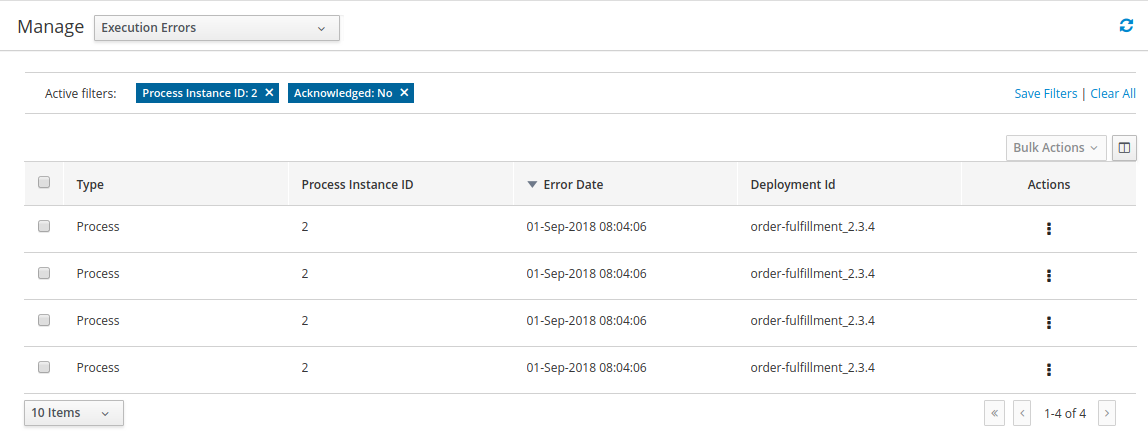 Manage Execution Errors
Active filters: Process Instance ID: 2 × Acknowledged: No × Save Filters | Clear All
Bulk Actions
Type Process Instance ID Error Date Deployment Id Actions
Process 2 01-Sep-2018 08:04:06 order-fulfillment_2.3.4
Process 2 01-Sep-2018 08:04:06 order-fulfillment_2.3.4
Process 2 01-Sep-2018 08:04:06 order-fulfillment_2.3.4
Process 2 01-Sep-2018 08:04:06 order-fulfillment_2.3.4
10 Items « ‹ 1-4 of 4 ›